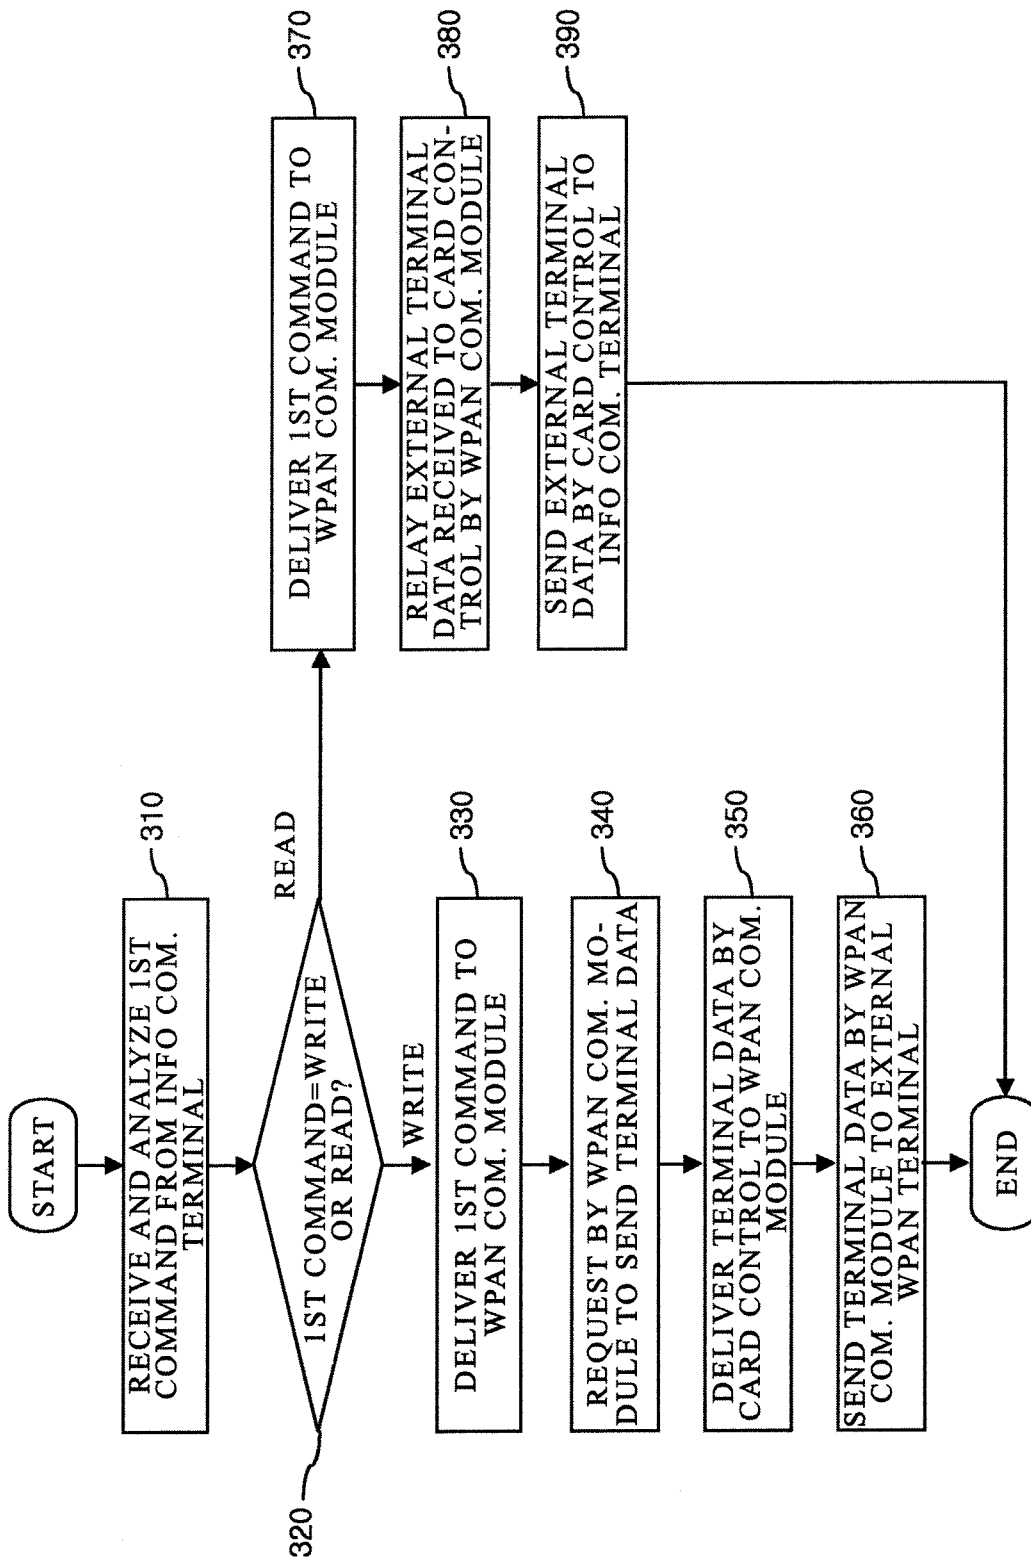 START
RECEIVE AND ANALYZE 1ST
COMMAND FROM INFO COM.
TERMINAL
310
1ST COMMAND=WRITE
OR READ?
320
READ
WRITE
DELIVER 1ST COMMAND TO
WPAN COM. MODULE
330
REQUEST BY WPAN COM. MO-
DULE TO SEND TERMINAL DATA
340
DELIVER TERMINAL DATA BY
CARD CONTROL TO WPAN COM.
MODULE
350
SEND TERMINAL DATA BY WPAN
COM. MODULE TO EXTERNAL
WPAN TERMINAL
360
DELIVER 1ST COMMAND TO
WPAN COM. MODULE
370
RELAY EXTERNAL TERMINAL
DATA RECEIVED TO CARD CON-
TROL BY WPAN COM. MODULE
380
SEND EXTERNAL TERMINAL
DATA BY CARD CONTROL TO
INFO COM. TERMINAL
390
END